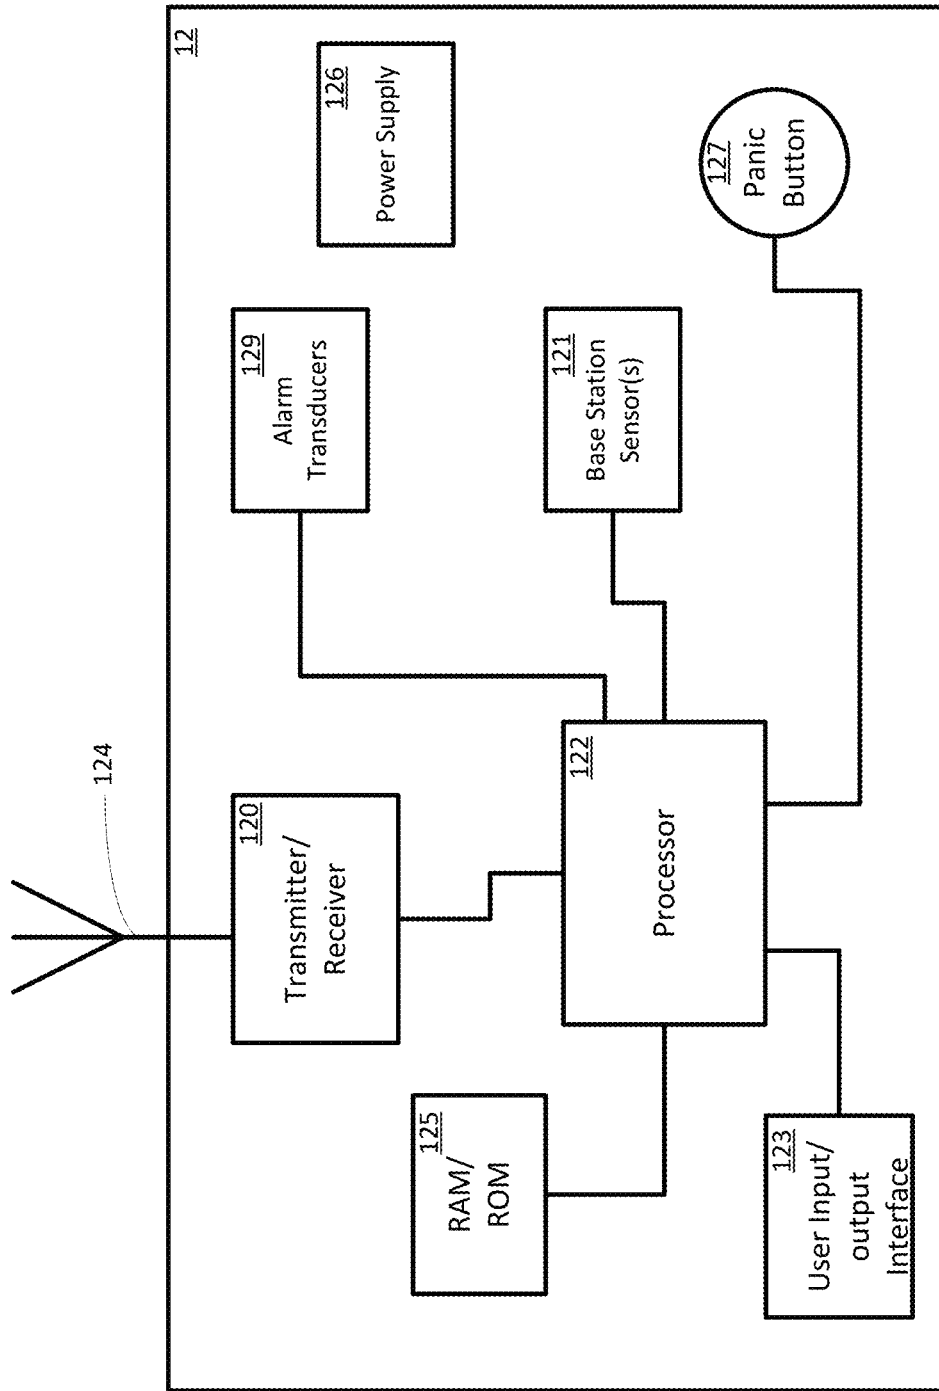 124
12
120
Transmitter/
Receiver
129
Alarm
Transducers
126
Power Supply
125
RAM/
ROM
122
Processor
121
Base Station
Sensor(s)
123
User Input/
output
Interface
127
Panic
Button